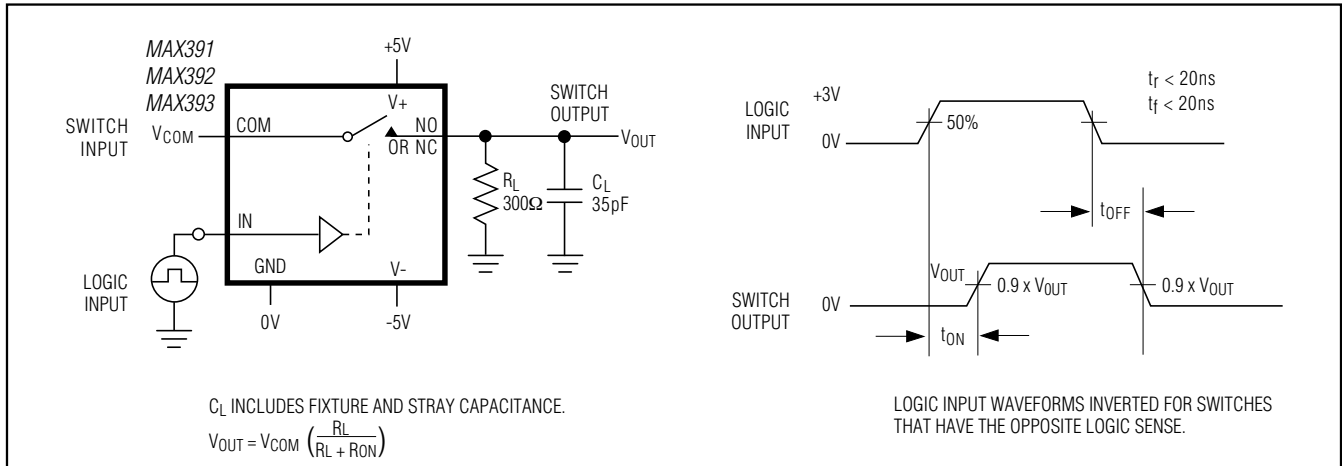 MAX391
MAX392
MAX393
+5V
V+
SWITCH
INPUT
VCOM
COM
NO
OR NC
SWITCH
OUTPUT
VOUT
RL
300Ω
CL
35pF
IN
LOGIC
INPUT
GND
V-
0V
-5V
CL INCLUDES FIXTURE AND STRAY CAPACITANCE.
VOUT = VCOM (RL / RL + RON)
LOGIC
INPUT
+3V
0V
50%
tr < 20ns
tf < 20ns
tOFF
SWITCH
OUTPUT
VOUT
0V
0.9 x V0UT
0.9 x VOUT
tON
LOGIC INPUT WAVEFORMS INVERTED FOR SWITCHES
THAT HAVE THE OPPOSITE LOGIC SENSE.